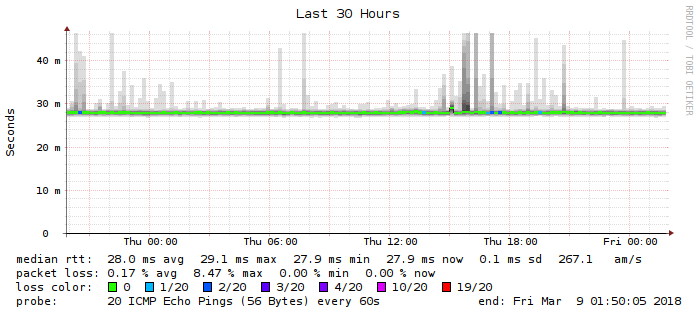 Last 30 Hours
RRDTOOL / TOBI OETIKER
Seconds
40 m
30 m
20 m
10 m
0
Thu 00:00 Thu 06:00 Thu 12:00 Thu 18:00 Fri 00:00
median rtt: 28.0 ms avg 29.1 ms max 27.9 ms min 27.9 ms now 0.1 ms sd 267.1 am/s
packet loss: 0.17 % avg 8.47 % max 0.00 % min 0.00 % now
loss color: 0 1/20 2/20 3/20 4/20 10/20 19/20
probe: 20 ICMP Echo Pings (56 Bytes) every 60s end: Fri Mar 9 01:50:05 2018